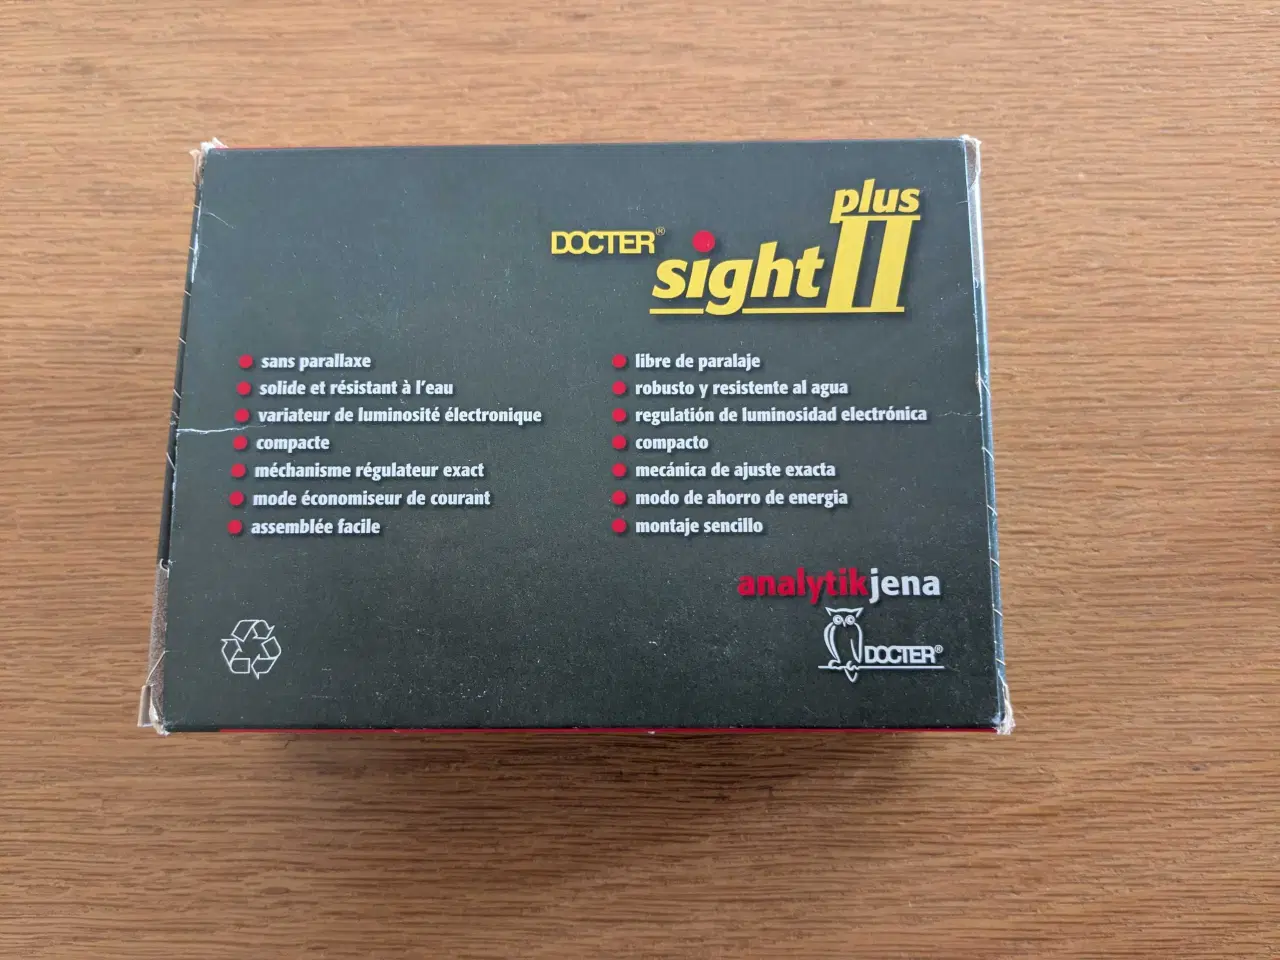 plus
DOCTER® sight II
sans parallaxe
solide et résistant à l'eau
variateur de luminosité électronique
compacte
méchanisme régulateur exact
mode économiseur de courant
assemblée facile
libre de paralaje
robusto y resistente al agua
regulatión de luminosidad electrónica
compacto
mecánica de ajuste exacta
modo de ahorro de energia
montaje sencillo
analytikjena
DOCTER®